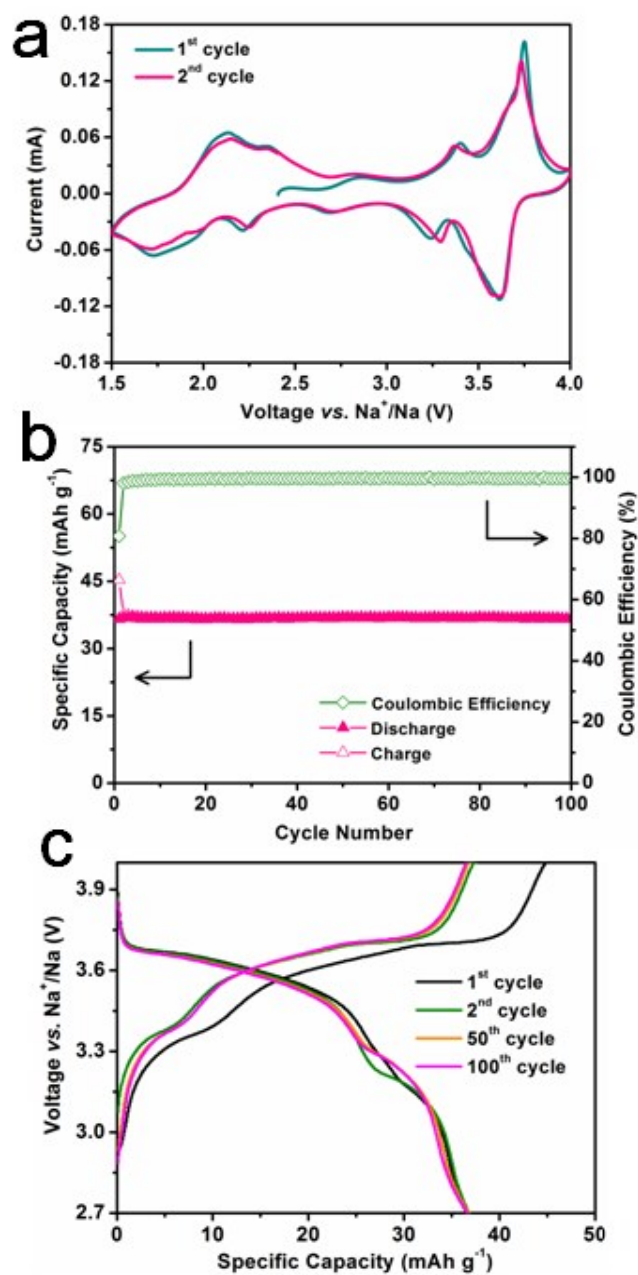 a
0.18
0.12
0.06
0.00
-0.06
-0.12
-0.18
Current (mA)
1st cycle
2nd cycle
1.5 2.0 2.5 3.0 3.5 4.0
Voltage vs. Na+/Na (V)
b
75
60
45
30
15
0
Specific Capacity (mAh g-1)
100
80
60
40
20
0
Coulombic Efficiency (%)
Coulombic Efficiency
Discharge
Charge
0 20 40 60 80 100
Cycle Number
c
3.9
3.6
3.3
3.0
2.7
Voltage vs. Na+/Na (V)
1st cycle
2nd cycle
50th cycle
100th cycle
0 10 20 30 40 50
Specific Capacity (mAh g-1)